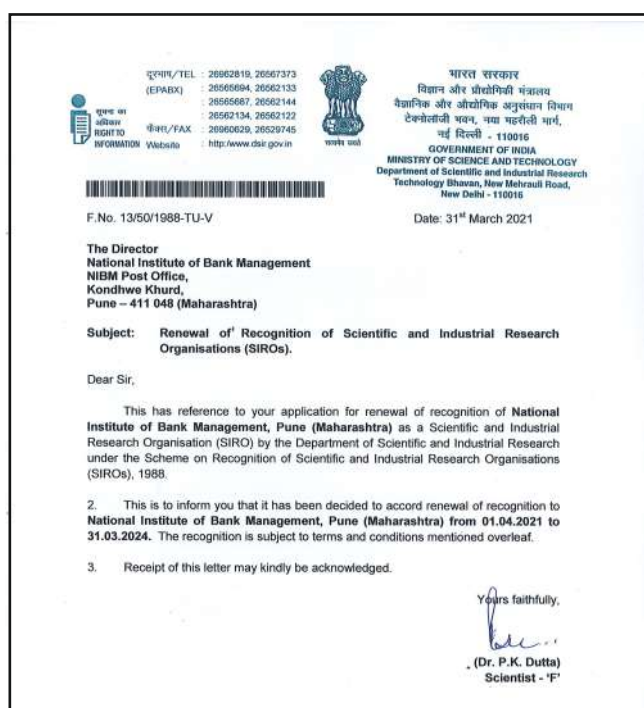 दूरभाष/TEL : 26962819, 26567373
(EPABX) : 26565694, 26562133
: 26565687, 26562144
: 26562134, 26562122
फैक्स/FAX : 26960629, 26529745
Website : http:/www.dsir.gov.in
सूचना का
अधिकार
RIGHT TO
INFORMATION
सत्यमेव जयते
भारत सरकार
विज्ञान और प्रौद्योगिकी मंत्रालय
वैज्ञानिक और औद्योगिक अनुसंधान विभाग
टेक्नोलॉजी भवन, नया महरौली मार्ग,
नई दिल्ली - 110016
GOVERNMENT OF INDIA
MINISTRY OF SCIENCE AND TECHNOLOGY
Department of Scientific and Industrial Research
Technology Bhavan, New Mehrauli Road,
New Delhi - 110016
F.No. 13/50/1988-TU-V
Date: 31st March 2021
The Director
National Institute of Bank Management
NIBM Post Office,
Kondhwe Khurd,
Pune – 411 048 (Maharashtra)
Subject: Renewal of Recognition of Scientific and Industrial Research
Organisations (SIROs).
Dear Sir,
This has reference to your application for renewal of recognition of National
Institute of Bank Management, Pune (Maharashtra) as a Scientific and Industrial
Research Organisation (SIRO) by the Department of Scientific and Industrial Research
under the Scheme on Recognition of Scientific and Industrial Research Organisations
(SIROs), 1988.
2. This is to inform you that it has been decided to accord renewal of recognition to
National Institute of Bank Management, Pune (Maharashtra) from 01.04.2021 to
31.03.2024. The recognition is subject to terms and conditions mentioned overleaf.
3. Receipt of this letter may kindly be acknowledged.
Yours faithfully,
(Dr. P.K. Dutta)
Scientist - 'F'